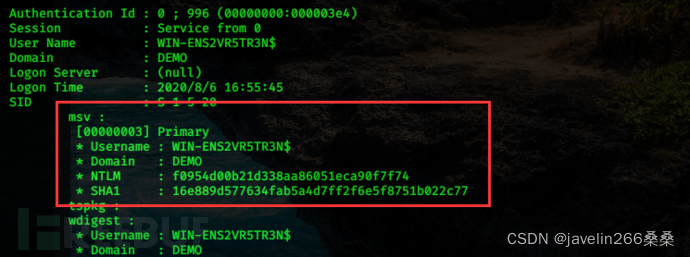 Authentication Id : 0 ; 996 (00000000:000003e4)
Session : Service from 0
User Name : WIN-ENS2VR5TR3N$
Domain : DEMO
Logon Server : (null)
Logon Time : 2020/8/6 16:55:45
SID : S-1-5-20
msv :
[00000003] Primary
* Username : WIN-ENS2VR5TR3N$
* Domain : DEMO
* NTLM : f0954d00b21d338aa86051eca90f7f74
* SHA1 : 16e889d577634fab5a4d7ff2f6e5f8751b022c77
tspkg :
wdigest :
* Username : WIN-ENS2VR5TR3N$
* Domain : DEMO
CSDN @javelin266桑桑